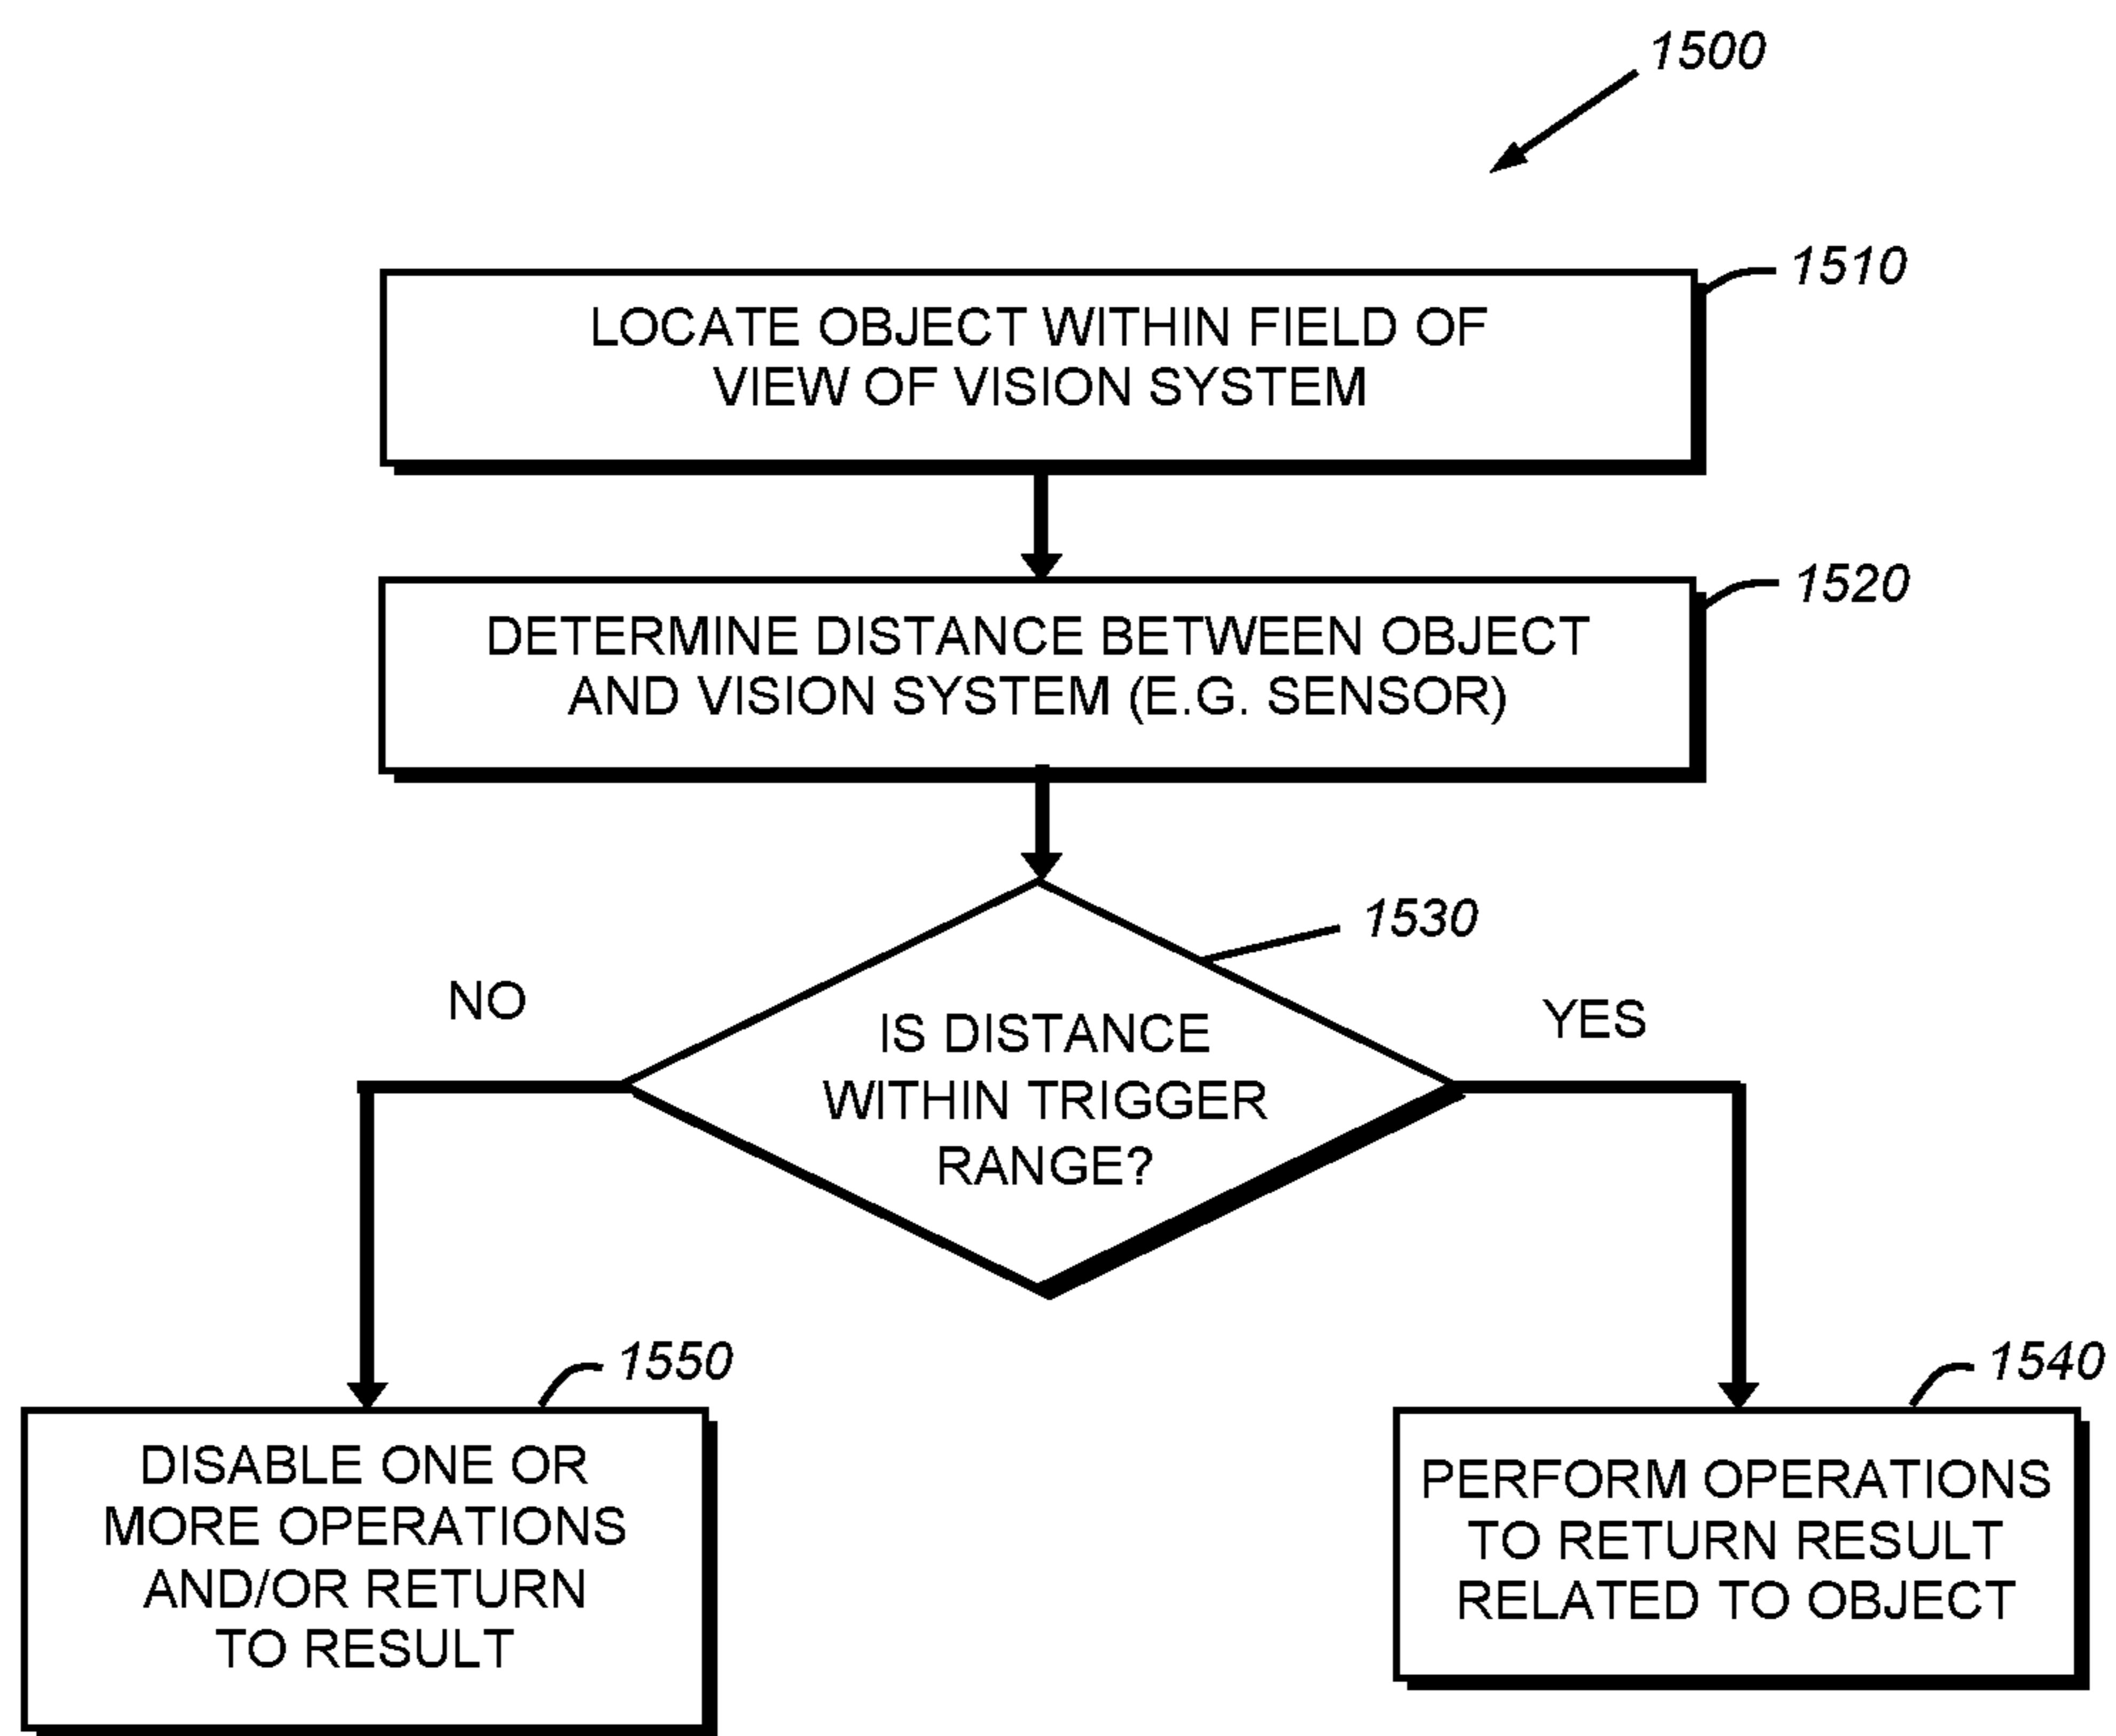 1500
1510
LOCATE OBJECT WITHIN FIELD OF
VIEW OF VISION SYSTEM
1520
DETERMINE DISTANCE BETWEEN OBJECT
AND VISION SYSTEM (E.G. SENSOR)
1530
NO
YES
IS DISTANCE
WITHIN TRIGGER
RANGE?
1550
DISABLE ONE OR
MORE OPERATIONS
AND/OR RETURN
TO RESULT
1540
PERFORM OPERATIONS
TO RETURN RESULT
RELATED TO OBJECT